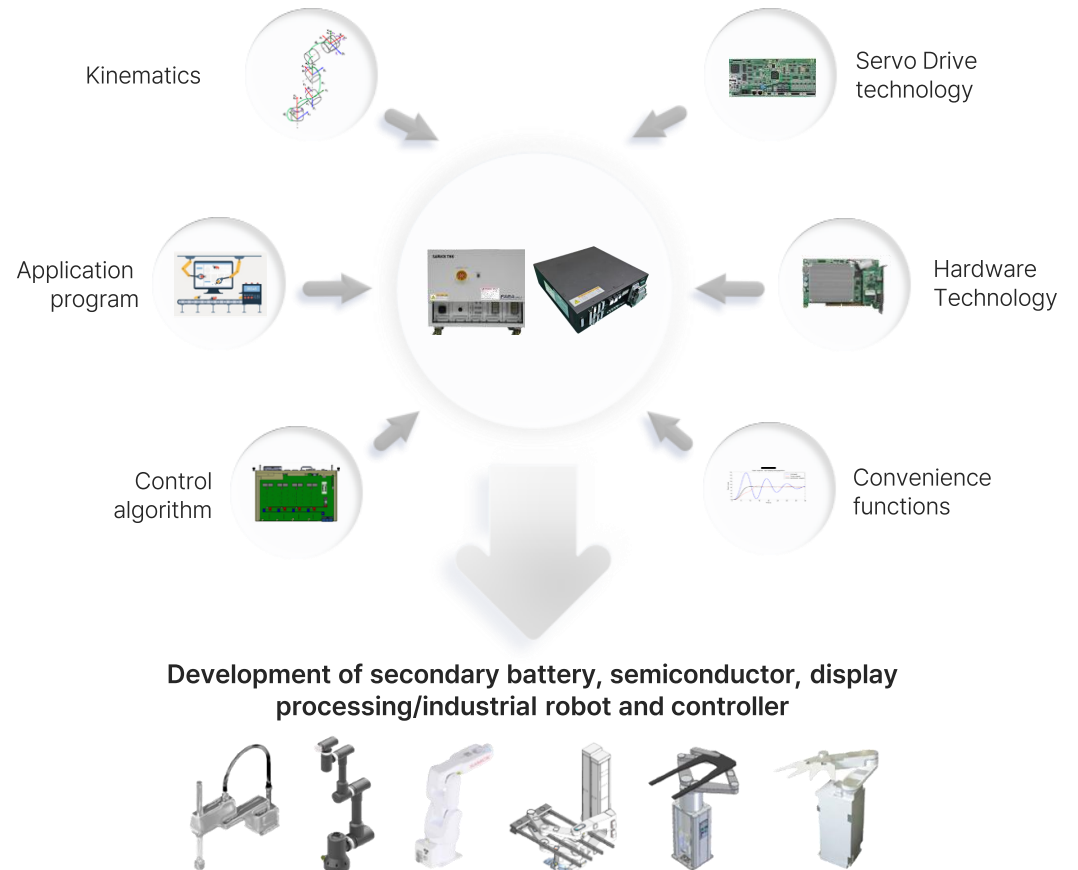 Kinematics
Servo Drive
technology
Application
program
Hardware
Technology
Control
algorithm
Convenience
functions
Development of secondary battery, semiconductor, display
processing/industrial robot and controller